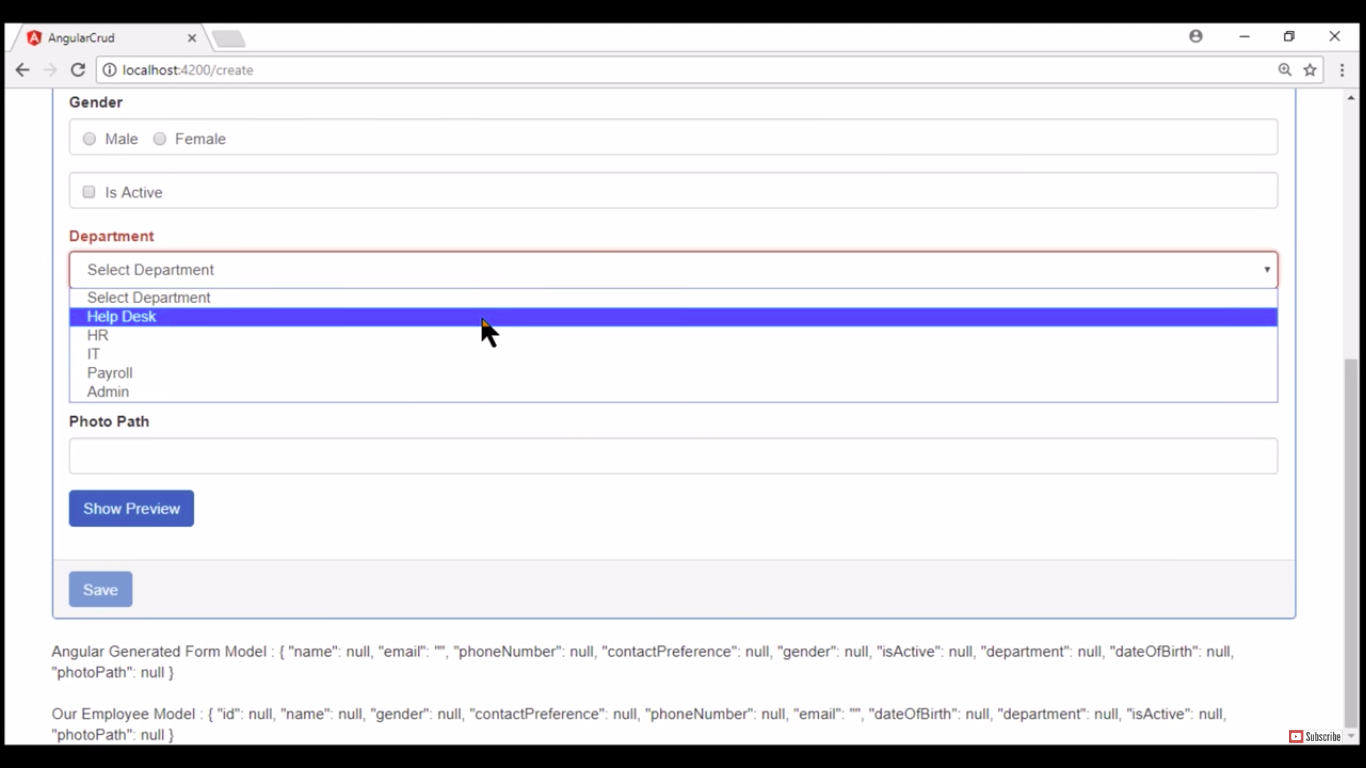 AngularCrud
localhost:4200/create
Gender
Male Female
Is Active
Department
Select Department
Select Department
Help Desk
HR
IT
Payroll
Admin
Photo Path
Show Preview
Save
Angular Generated Form Model : { "name": null, "email": "", "phoneNumber": null, "contactPreference": null, "gender": null, "isActive": null, "department": null, "dateOfBirth": null,
"photoPath": null }
Our Employee Model : { "id": null, "name": null, "gender": null, "contactPreference": null, "phoneNumber": null, "email": "", "dateOfBirth": null, "department": null, "isActive": null,
"photoPath": null }
Subscribe